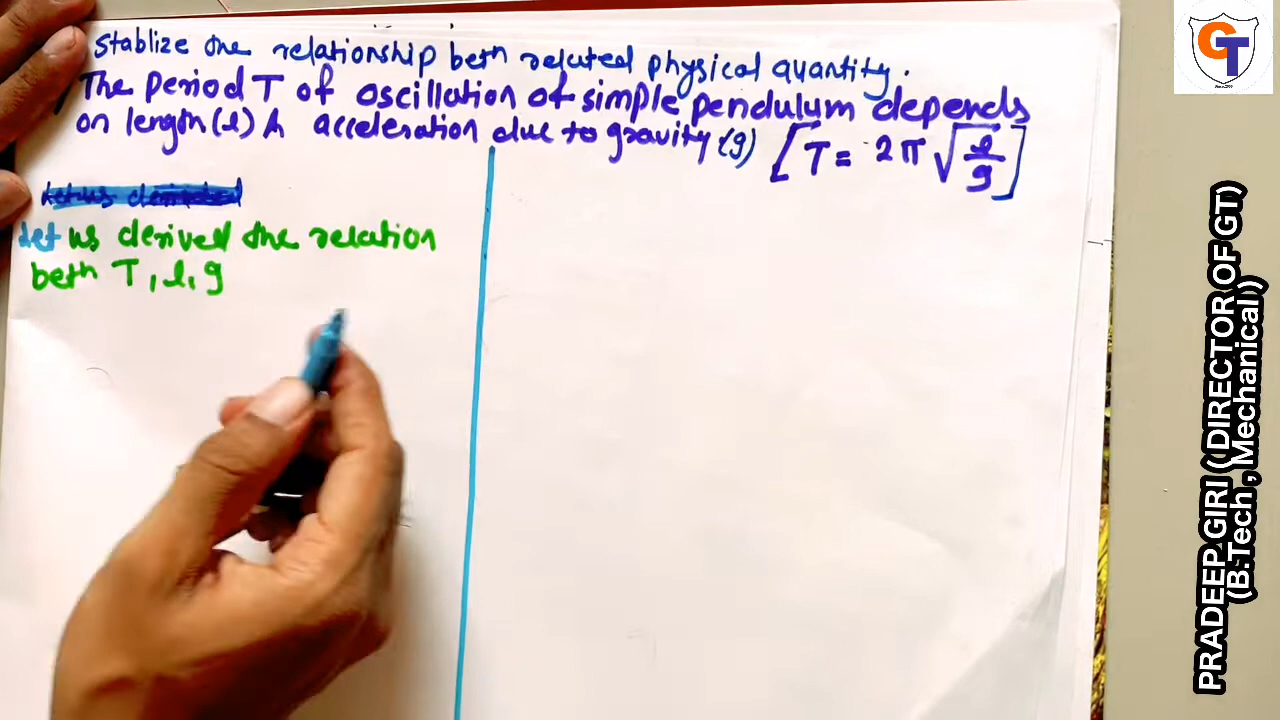 stablize the relationship betn related physical quantity.
The period T of oscillation of simple pendulum depends
on length (l) & acceleration due to gravity (g) [T = 2π √l/g]
Let us derived the relation
betn T, l, g
GT
PRADEEP GIRI ( DIRECTOR OF GT)
(B.Tech , Mechanical )